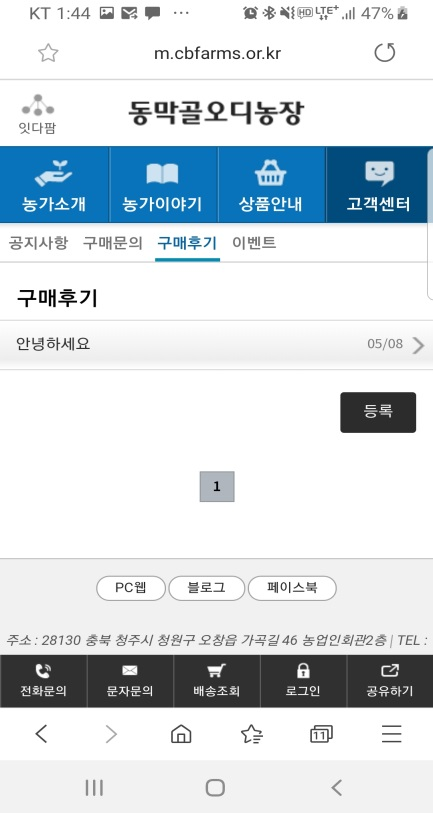 KT 1:44 ... HD LTE+ 47%
m.cbfarms.or.kr
잇다팜 동막골오디농장
농가소개 농가이야기 상품안내 고객센터
공지사항 구매문의 구매후기 이벤트
구매후기
안녕하세요 05/08
등록
1
PC웹 블로그 페이스북
주소 : 28130 충북 청주시 청원구 오창읍 가곡길 46 농업인회관2층 | TEL :
전화문의 문자문의 배송조회 로그인 공유하기
11